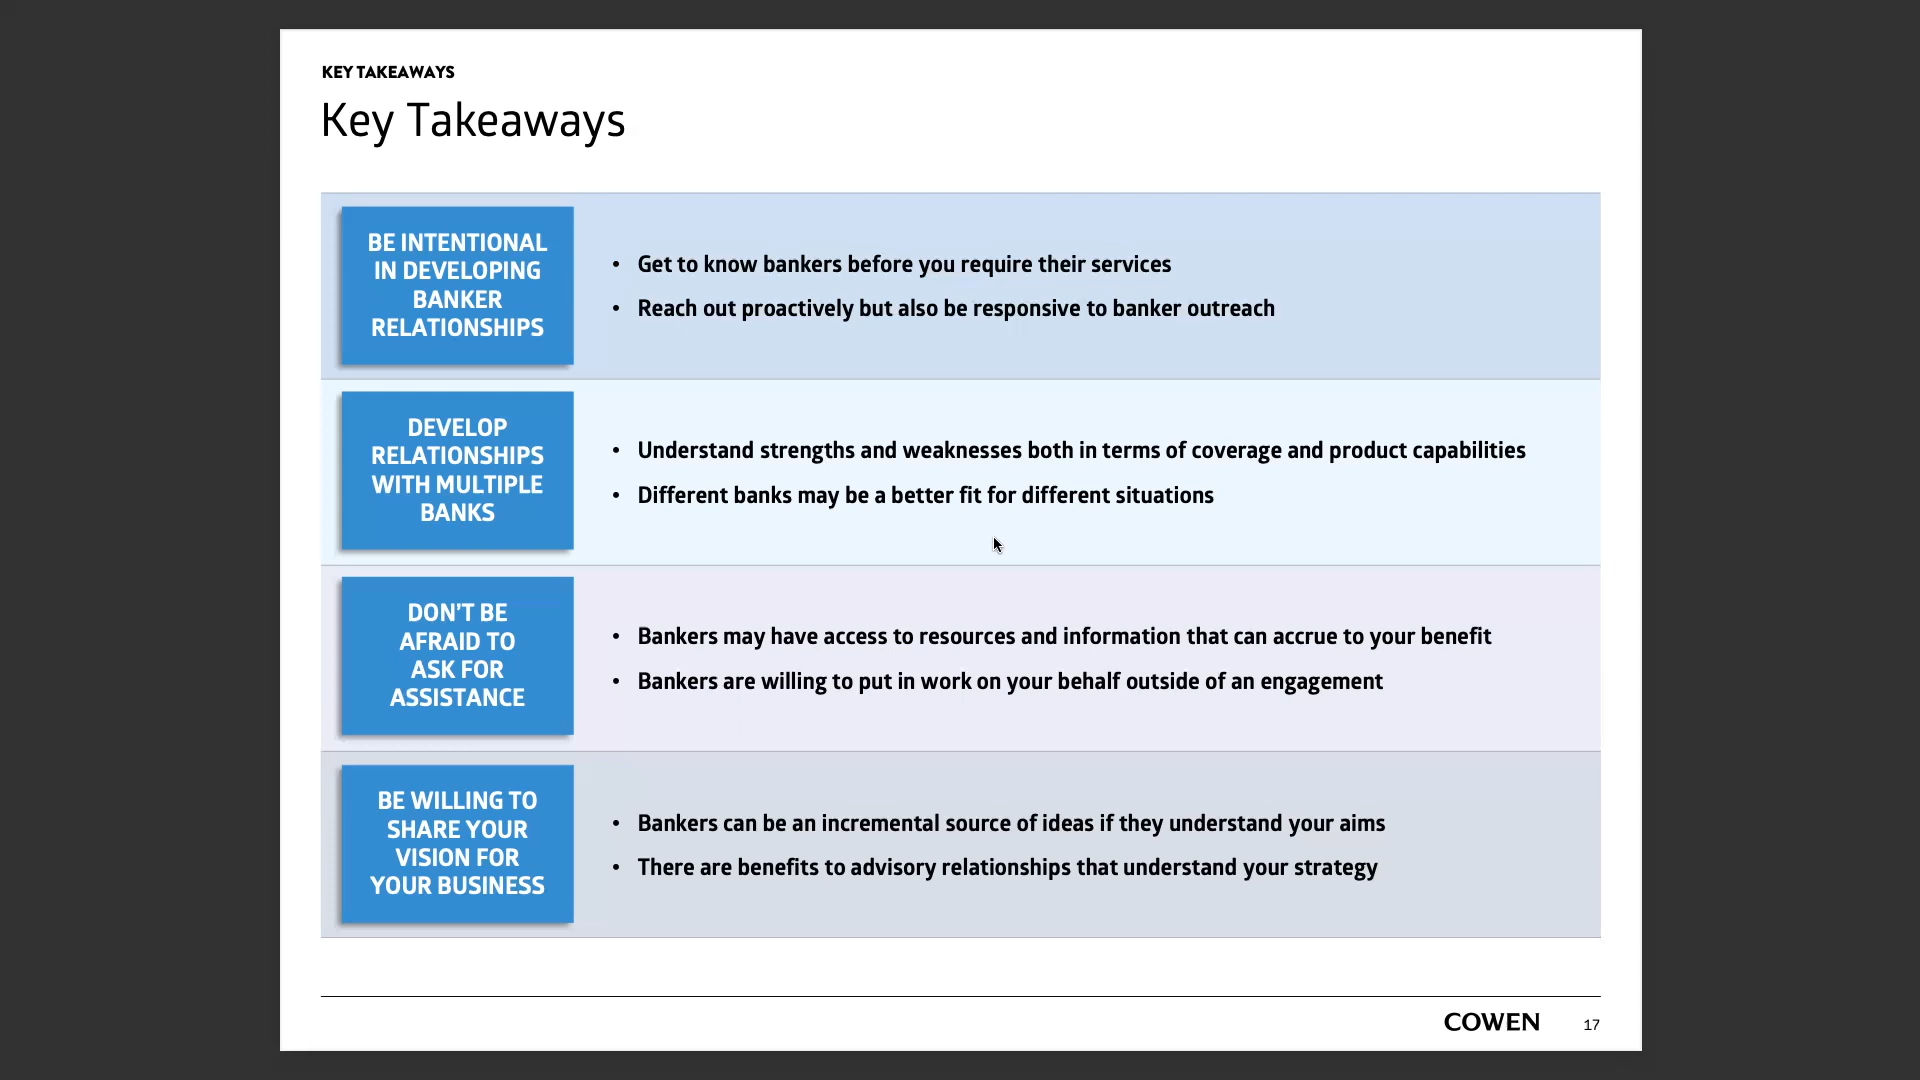 KEY TAKEAWAYS
Key Takeaways
BE INTENTIONAL
IN DEVELOPING
BANKER
RELATIONSHIPS
• Get to know bankers before you require their services
• Reach out proactively but also be responsive to banker outreach
DEVELOP
RELATIONSHIPS
WITH MULTIPLE
BANKS
• Understand strengths and weaknesses both in terms of coverage and product capabilities
• Different banks may be a better fit for different situations
DON’T BE
AFRAID TO
ASK FOR
ASSISTANCE
• Bankers may have access to resources and information that can accrue to your benefit
• Bankers are willing to put in work on your behalf outside of an engagement
BE WILLING TO
SHARE YOUR
VISION FOR
YOUR BUSINESS
• Bankers can be an incremental source of ideas if they understand your aims
• There are benefits to advisory relationships that understand your strategy
COWEN 17